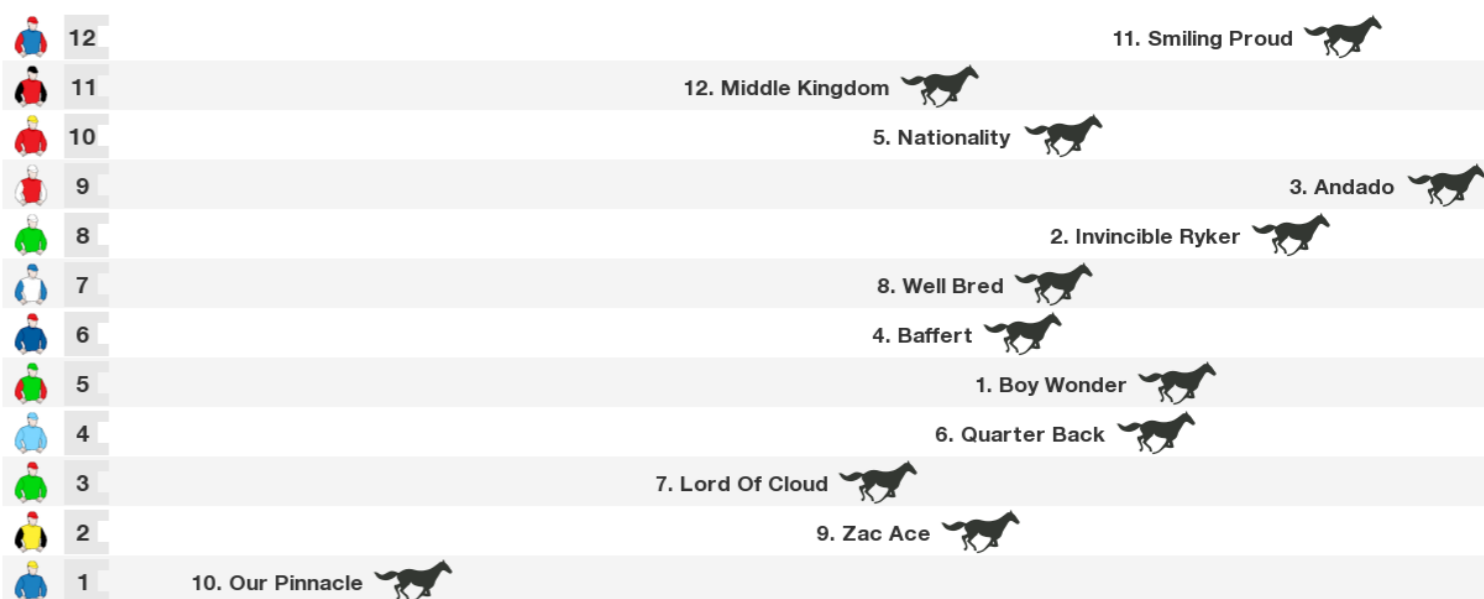 12 11. Smiling Proud
11 12. Middle Kingdom
10 5. Nationality
9 3. Andado
8 2. Invincible Ryker
7 8. Well Bred
6 4. Baffert
5 1. Boy Wonder
4 6. Quarter Back
3 7. Lord Of Cloud
2 9. Zac Ace
1 10. Our Pinnacle